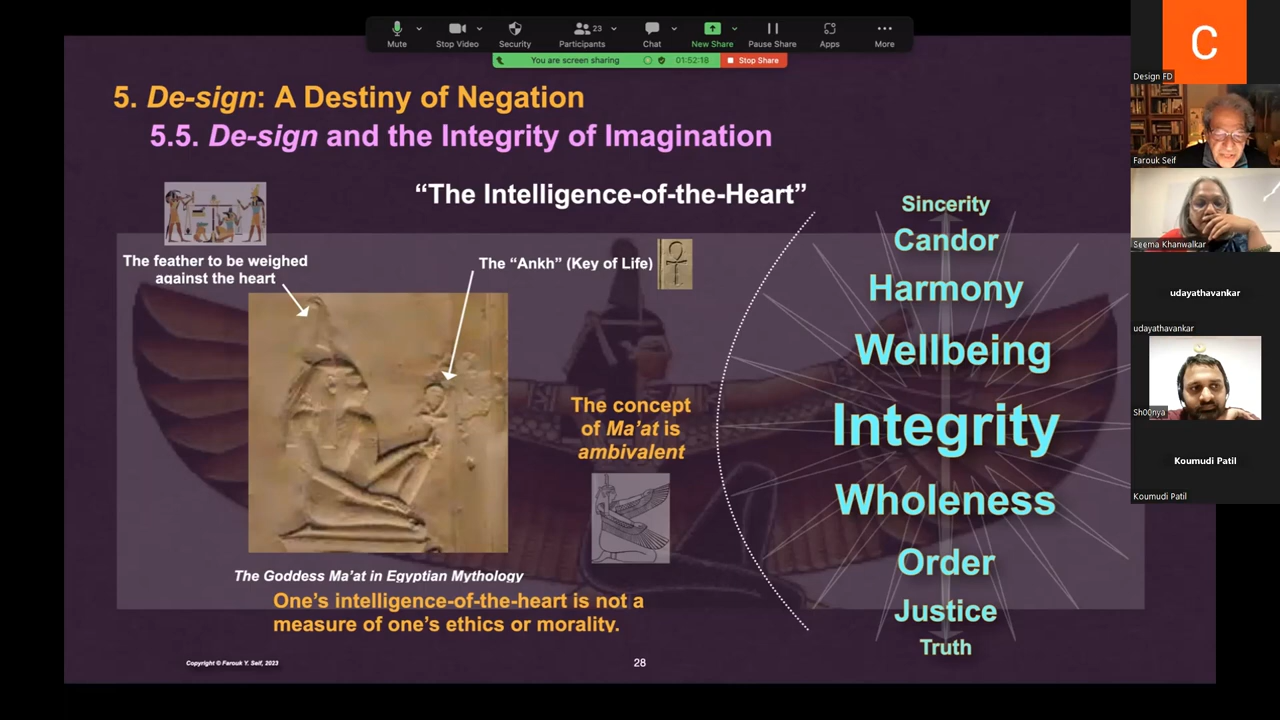 Mute
Stop Video
Security
Participants
23
Chat
New Share
Pause Share
Apps
More
You are screen sharing
01:52:18
Stop Share
5. De-sign: A Destiny of Negation
5.5. De-sign and the Integrity of Imagination
“The Intelligence-of-the-Heart”
The feather to be weighed
against the heart
The “Ankh” (Key of Life)
The concept
of Ma’at is
ambivalent
The Goddess Ma’at in Egyptian Mythology
One’s intelligence-of-the-heart is not a
measure of one’s ethics or morality.
Sincerity
Candor
Harmony
Wellbeing
Integrity
Wholeness
Order
Justice
Truth
Copyright © Farouk Y. Seif, 2023
28
C
Design FD
Farouk Seif
Seema Khanwalkar
udayathavankar
udayathavankar
Sh00nya
Koumudi Patil
Koumudi Patil